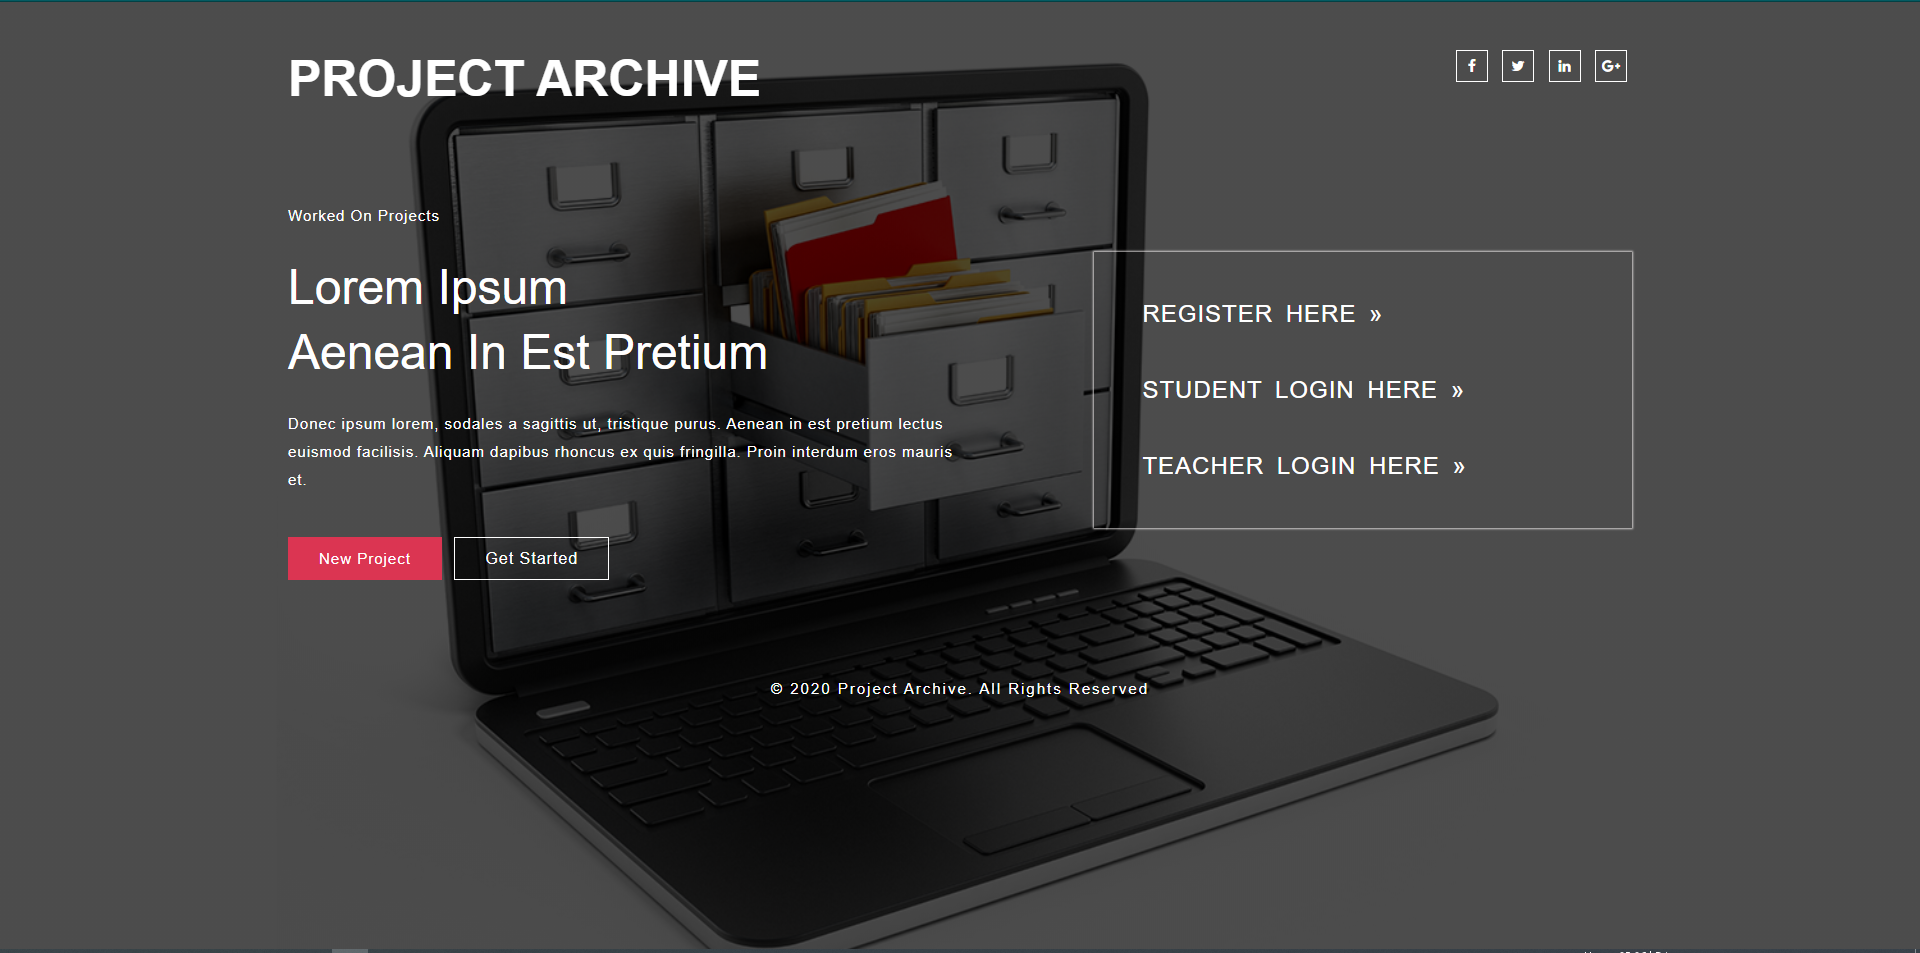 PROJECT ARCHIVE
Worked On Projects
Lorem Ipsum
Aenean In Est Pretium
Donec ipsum lorem, sodales a sagittis ut, tristique purus. Aenean in est pretium lectus
euismod facilisis. Aliquam dapibus rhoncus ex quis fringilla. Proin interdum eros mauris
et.
New Project Get Started
REGISTER HERE »
STUDENT LOGIN HERE »
TEACHER LOGIN HERE »
© 2020 Project Archive. All Rights Reserved